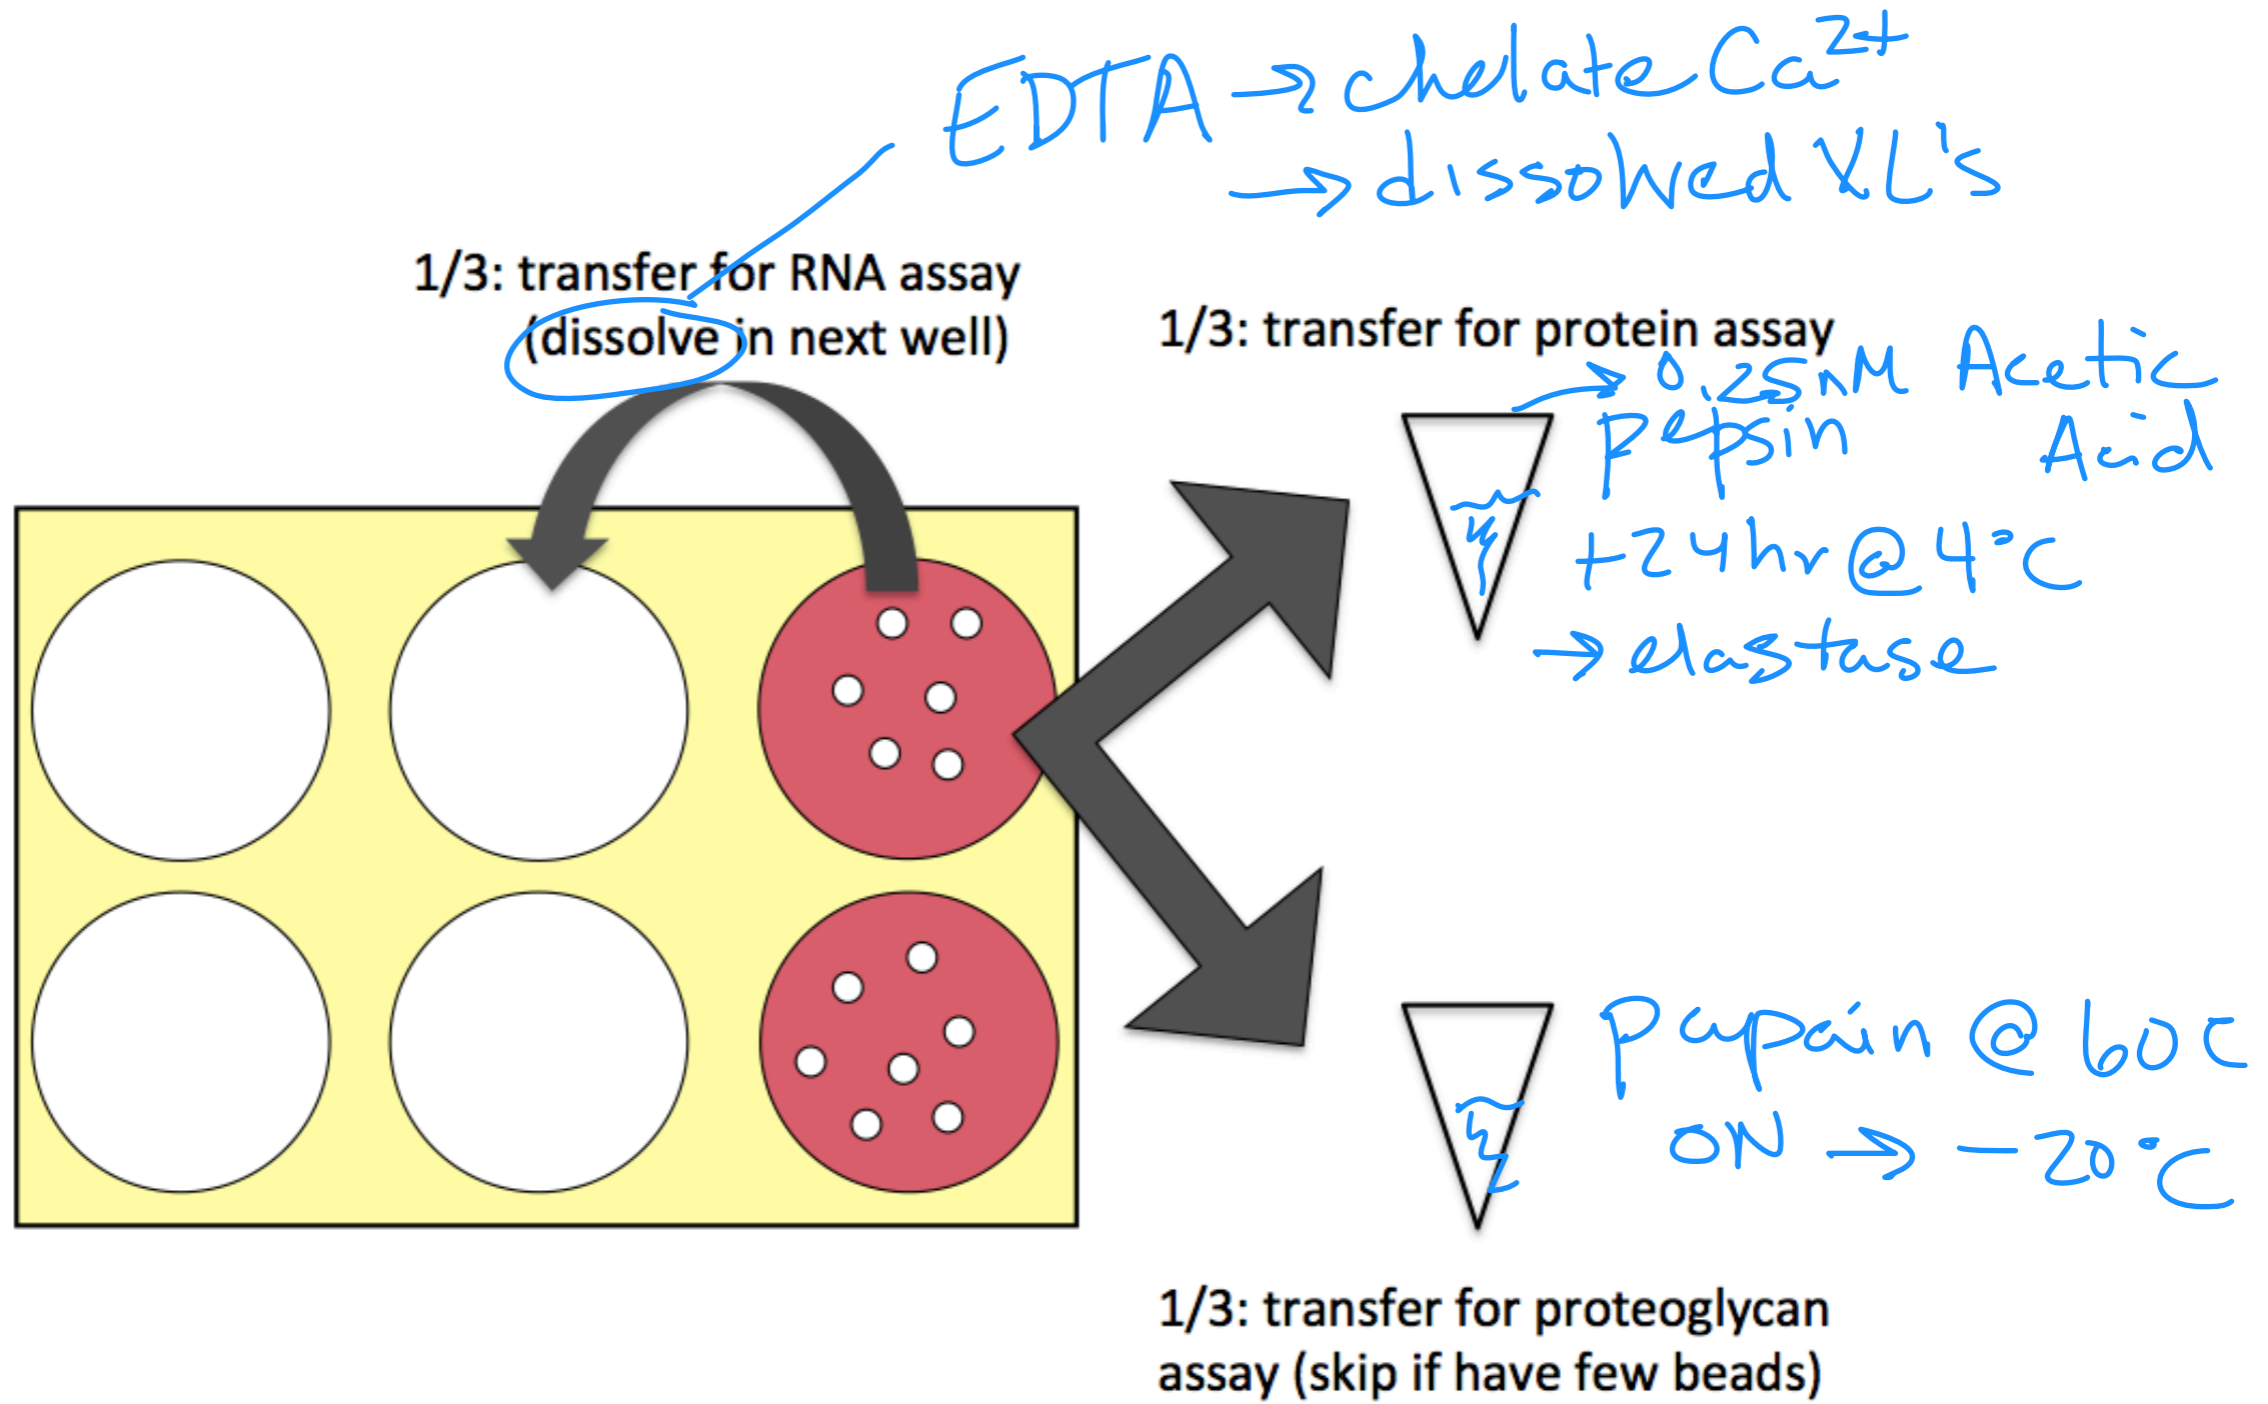 EDTA → chelate Ca²⁺
→ dissolved XL's
1/3: transfer for RNA assay
(dissolve in next well)
1/3: transfer for protein assay
→ 0.25nM Acetic
pepsin Acid
+24hr @ 4°C
→ elastase
papain @ 60C
ON → -20°C
1/3: transfer for proteoglycan
assay (skip if have few beads)